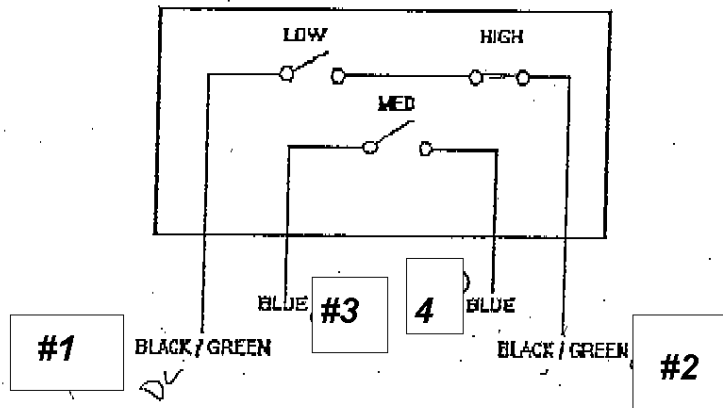 LOW HIGH
MED
BLUE #3 4 BLUE
#1 BLACK / GREEN BLACK / GREEN #2